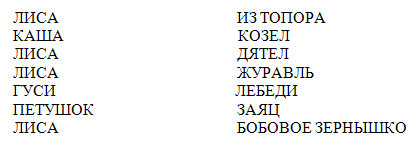 ЛИСА ИЗ ТОПОРА
КАША КОЗЕЛ
ЛИСА ДЯТЕЛ
ЛИСА ЖУРАВЛЬ
ГУСИ ЛЕБЕДИ
ПЕТУШОК ЗАЯЦ
ЛИСА БОБОВОЕ ЗЕРНЫШКО